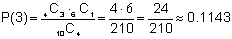 P(3) = ₄C₃·₆C₁ / ₁₀C₄ = 4·6 / 210 = 24 / 210 ≈ 0.1143